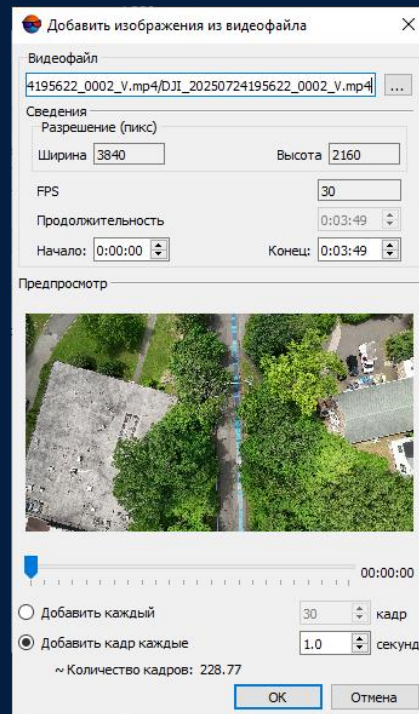 Добавить изображения из видеофайла
Видеофайл
4195622_0002_V.mp4/DJI_20250724195622_0002_V.mp4 ...
Сведения
Разрешение (пикс)
Ширина 3840 Высота 2160
FPS 30
Продолжительность 0:03:49
Начало: 0:00:00 Конец: 0:03:49
Предпросмотр
00:00:00
Добавить каждый 30 кадр
Добавить кадр каждые 1.0 секунд
~ Количество кадров: 228.77
OK Отмена